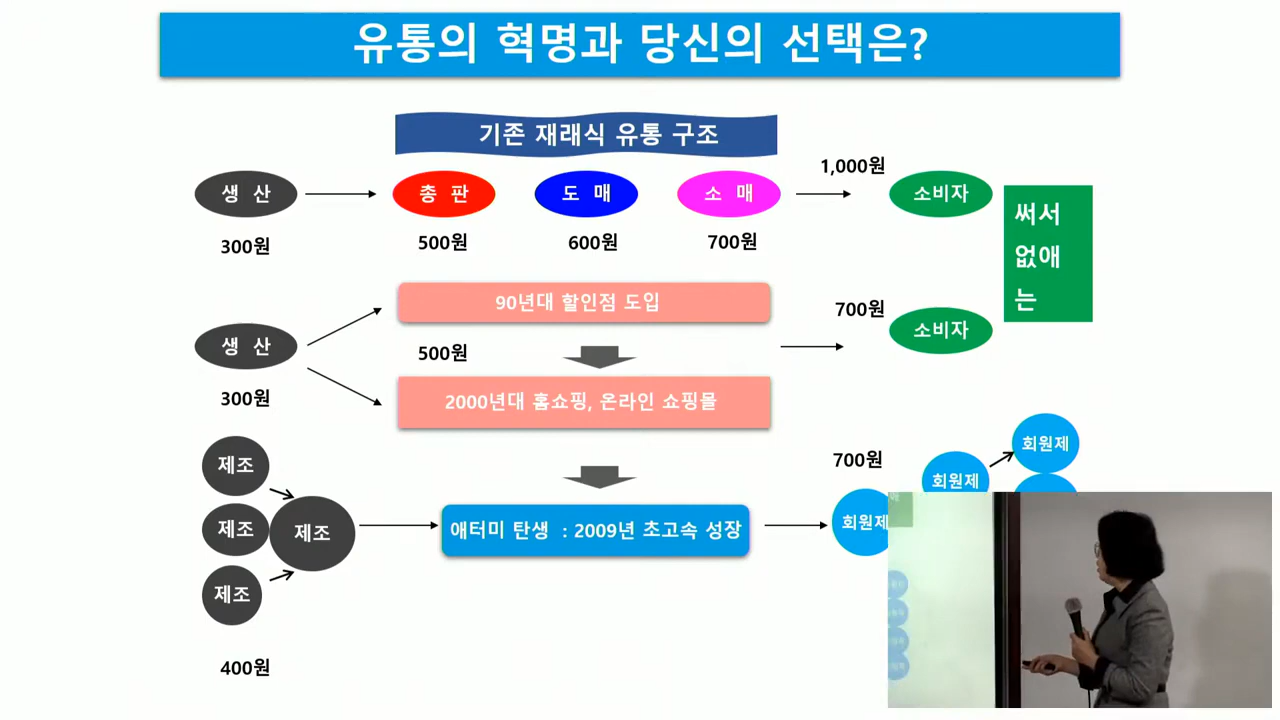 유통의 혁명과 당신의 선택은?
기존 재래식 유통 구조
1,000원
생 산
총 판
도 매
소 매
소비자
300원
500원
600원
700원
써서
없애
는
90년대 할인점 도입
700원
생 산
소비자
500원
300원
2000년대 홈쇼핑, 온라인 쇼핑몰
제조
700원
회원제
회원제
제조
제조
애터미 탄생 : 2009년 초고속 성장
회원제
제조
400원